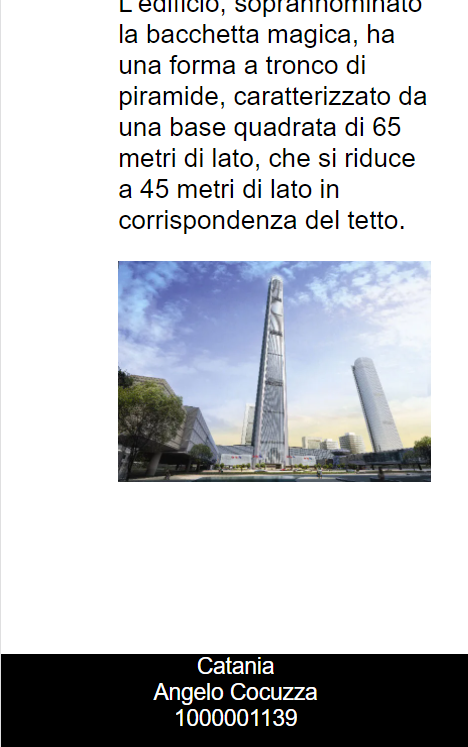 L'edificio, soprannominato
la bacchetta magica, ha
una forma a tronco di
piramide, caratterizzato da
una base quadrata di 65
metri di lato, che si riduce
a 45 metri di lato in
corrispondenza del tetto.
Catania
Angelo Cocuzza
1000001139